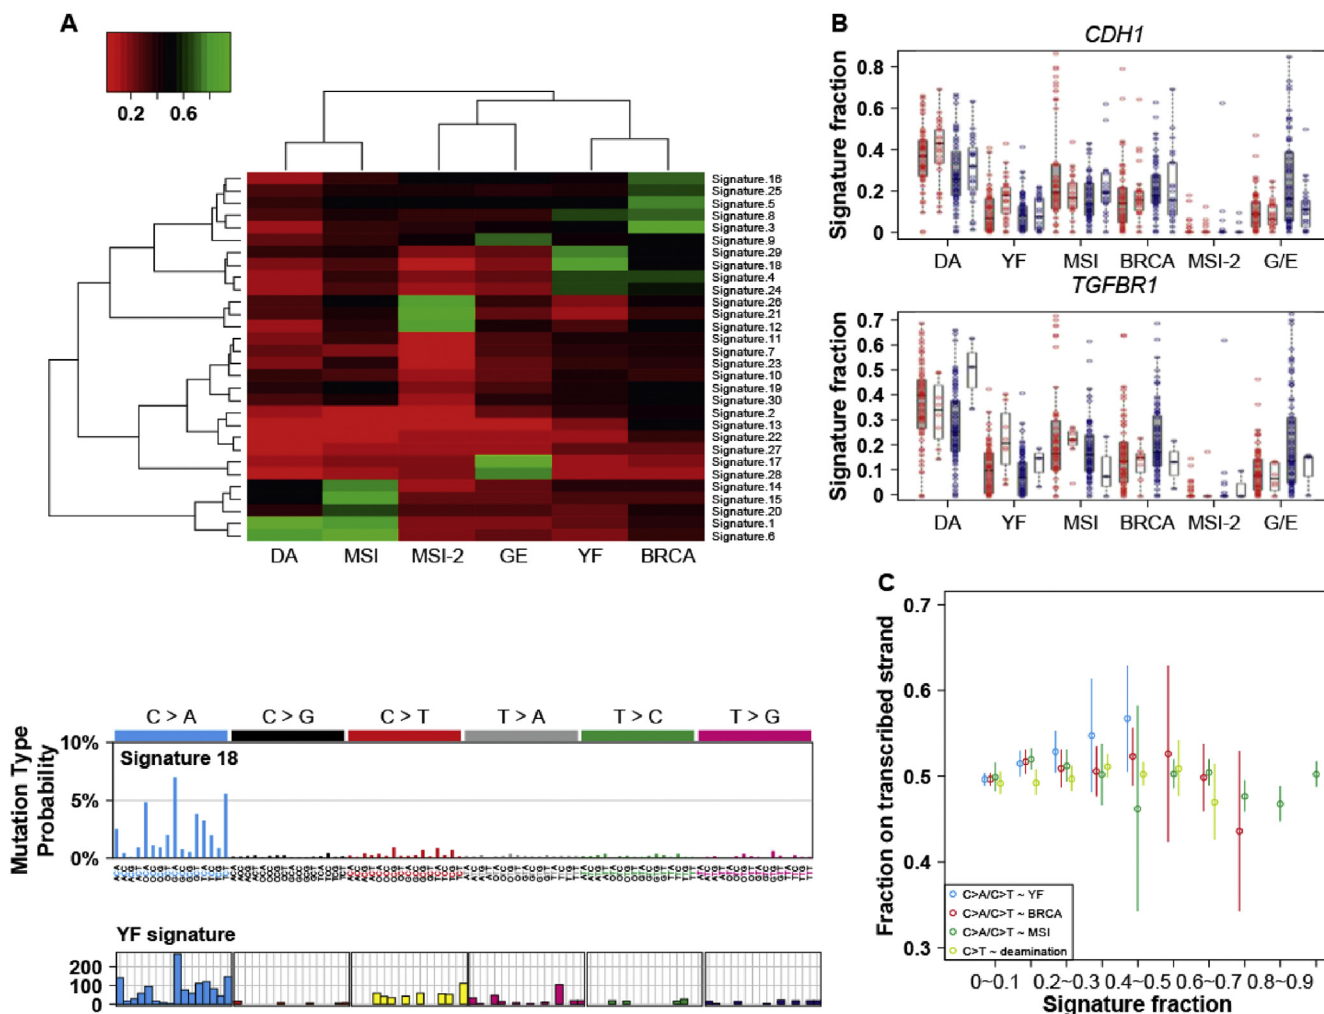 A
0.2 0.6
Signature.16
Signature.25
Signature.5
Signature.8
Signature.3
Signature.9
Signature.29
Signature.18
Signature.4
Signature.24
Signature.26
Signature.21
Signature.12
Signature.11
Signature.7
Signature.23
Signature.10
Signature.19
Signature.30
Signature.2
Signature.13
Signature.22
Signature.27
Signature.17
Signature.28
Signature.14
Signature.15
Signature.20
Signature.1
Signature.6
DA MSI MSI-2 GE YF BRCA
B
CDH1
Signature fraction
0.8
0.6
0.4
0.2
0
DA YF MSI BRCA MSI-2 G/E
TGFBR1
Signature fraction
0.7
0.6
0.5
0.4
0.3
0.2
0.1
0
DA YF MSI BRCA MSI-2 G/E
C > A C > G C > T T > A T > C T > G
Mutation Type
Probability
10%
5%
0%
Signature 18
YF signature
200
100
0
C
Fraction on transcribed strand
0.7
0.6
0.5
0.4
0.3
C>A/C>T ~ YF
C>A/C>T ~ BRCA
C>A/C>T ~ MSI
C>T ~ deamination
0~0.1 0.2~0.3 0.4~0.5 0.6~0.7 0.8~0.9
Signature fraction